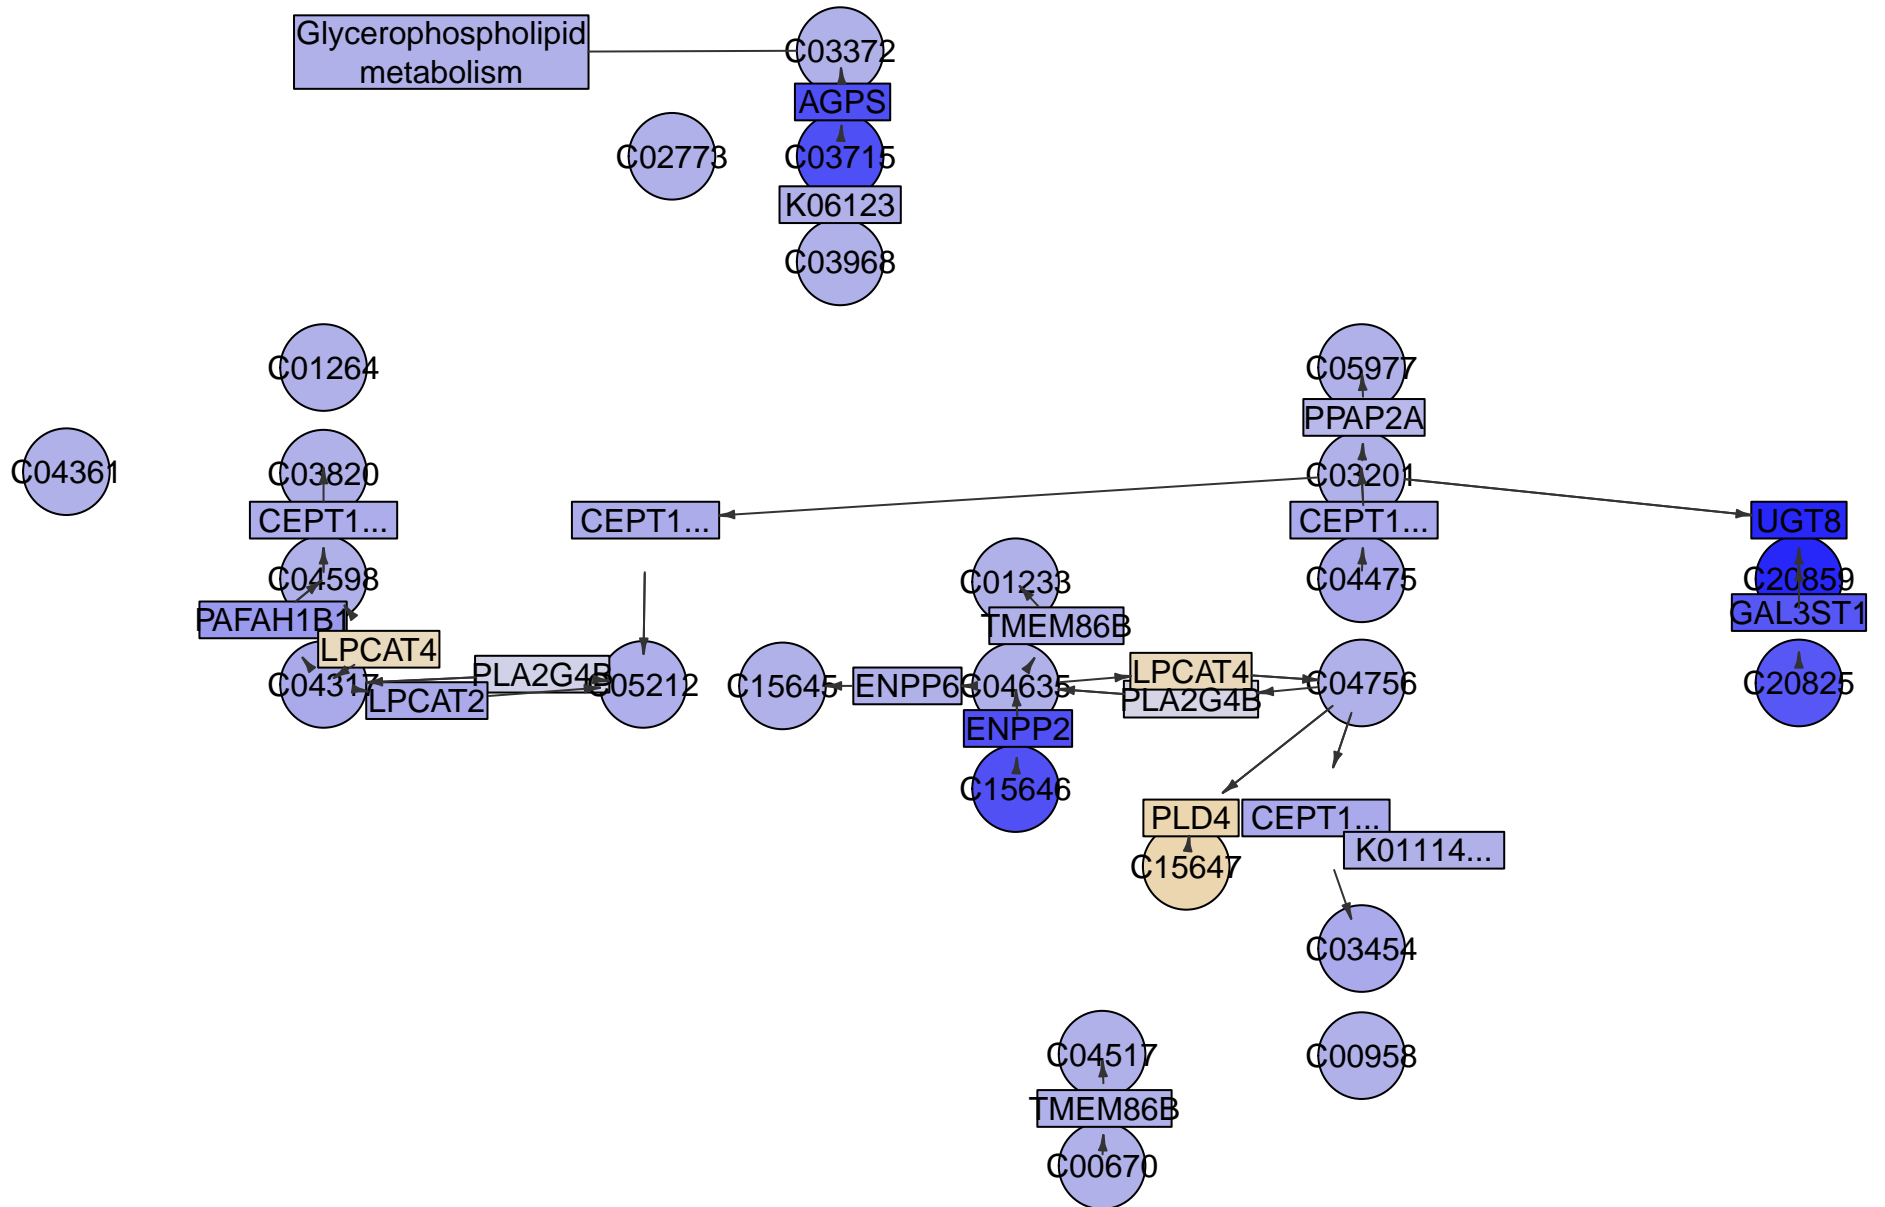 Glycerophospholipid
metabolism
C03372
AGPS
C02773
C03715
K06123
C03968
C01264
C05977
PPAP2A
C04361
C03820
C03201
CEPT1...
CEPT1...
CEPT1...
UGT8
C04598
C01233
C04475
C20859
PAFAH1B1
TMEM86B
GAL3ST1
LPCAT4
PLA2G4B
LPCAT4
C04317
LPCAT2
C05212
C15645
ENPP6
C04635
PLA2G4B
C04756
C20825
ENPP2
C15646
PLD4
CEPT1...
K01114...
C15647
C03454
C04517
C00958
TMEM86B
C00670